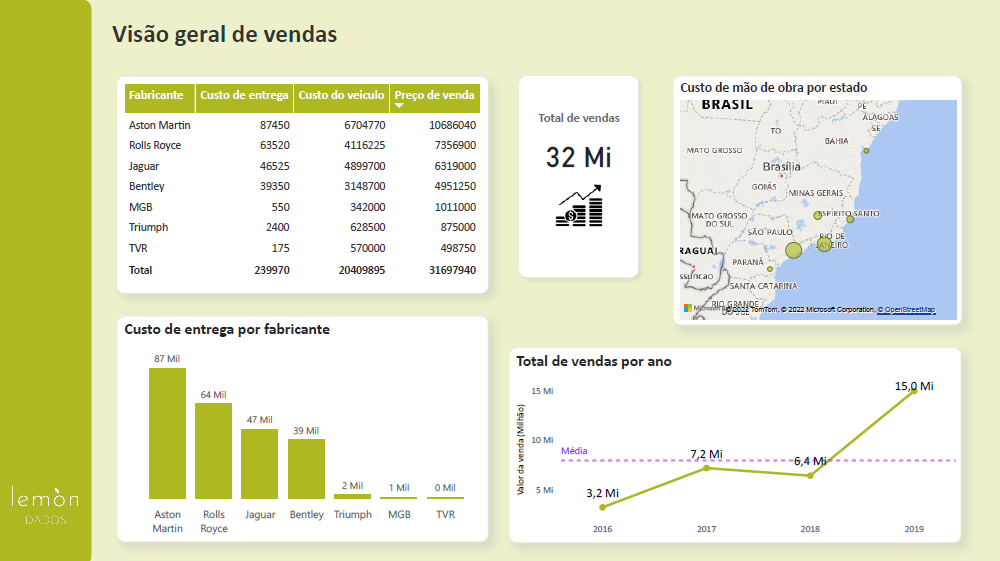 Visão geral de vendas
Fabricante Custo de entrega Custo do veiculo Preço de venda
Aston Martin 87450 6704770 10686040
Rolls Royce 63520 4116225 7356900
Jaguar 46525 4899700 6319000
Bentley 39350 3148700 4951250
MGB 550 342000 1011000
Triumph 2400 628500 875000
TVR 175 570000 498750
Total 239970 20409895 31697940
Total de vendas
32 Mi
Custo de mão de obra por estado
BRASIL
PIAUÍ
PE
ALAGOAS
SE
TO
BAHIA
MATO GROSSO
Brasília
GOIÁS
MINAS GERAIS
MATO GROSSO
DO SUL
ESPÍRITO SANTO
SÃO PAULO
RIO DE
JANEIRO
RAGUAI
PARANÁ
ssuncao
SANTA CATARINA
RIO GRANDE
DO SUL
© 2022 TomTom, © 2022 Microsoft Corporation, © OpenStreetMap
Custo de entrega por fabricante
87 Mil
64 Mil
47 Mil
39 Mil
2 Mil
1 Mil
0 Mil
Aston Martin
Rolls Royce
Jaguar
Bentley
Triumph
MGB
TVR
Total de vendas por ano
Valor da venda (Milhão)
15 Mi
10 Mi
5 Mi
Média
3,2 Mi
7,2 Mi
6,4 Mi
15,0 Mi
2016
2017
2018
2019
lemon
- DADOS -